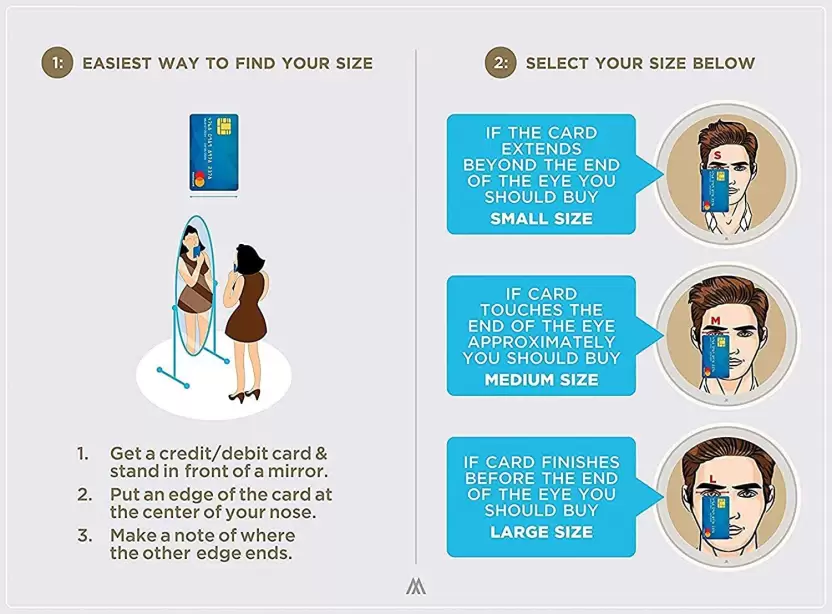 1: EASIEST WAY TO FIND YOUR SIZE
1. Get a credit/debit card &
stand in front of a mirror.
2. Put an edge of the card at
the center of your nose.
3. Make a note of where
the other edge ends.
2: SELECT YOUR SIZE BELOW
IF THE CARD
EXTENDS
BEYOND THE END
OF THE EYE YOU
SHOULD BUY
SMALL SIZE
S
IF CARD
TOUCHES THE
END OF THE EYE
APPROXIMATELY
YOU SHOULD BUY
MEDIUM SIZE
M
IF CARD FINISHES
BEFORE THE END
OF THE EYE YOU
SHOULD BUY
LARGE SIZE
L